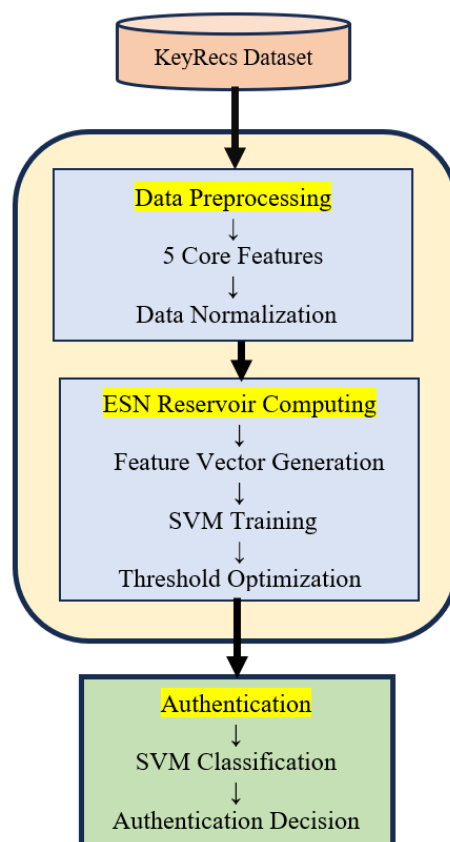 KeyRecs Dataset
Data Preprocessing
↓
5 Core Features
↓
Data Normalization
ESN Reservoir Computing
↓
Feature Vector Generation
↓
SVM Training
↓
Threshold Optimization
Authentication
↓
SVM Classification
↓
Authentication Decision